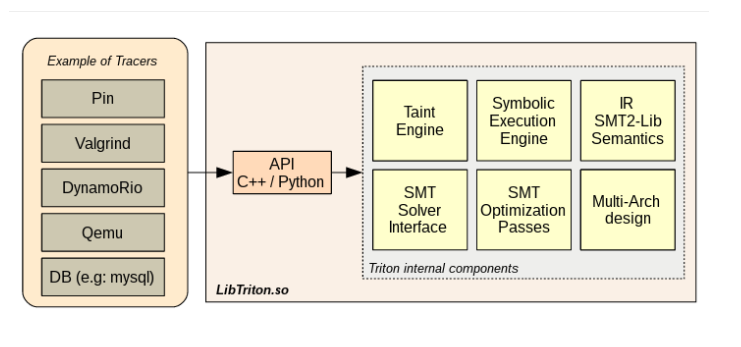 Example of Tracers
Pin
Valgrind
DynamoRio
Qemu
DB (e.g: mysql)
API
C++ / Python
Taint
Engine
Symbolic
Execution
Engine
IR
SMT2-Lib
Semantics
SMT
Solver
Interface
SMT
Optimization
Passes
Multi-Arch
design
Triton internal components
LibTriton.so